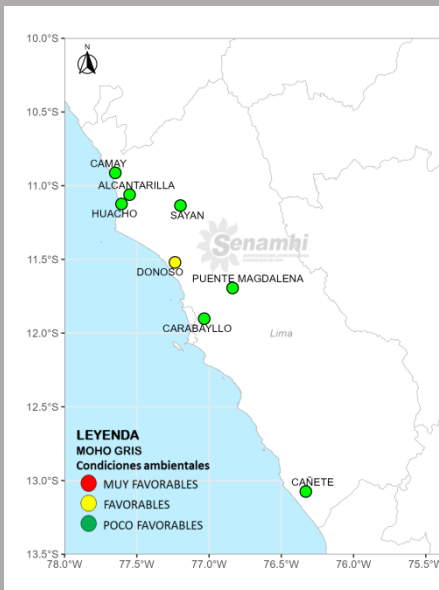 10.0°S
N
10.5°S
CAMAY
11.0°S
ALCANTARILLA
HUACHO
SAYAN
Senamhi
11.5°S
DONOSO
PUENTE MAGDALENA
12.0°S
CARABAYLLO
Lima
12.5°S
LEYENDA
MOHO GRIS
Condiciones ambientales
MUY FAVORABLES
FAVORABLES
POCO FAVORABLES
13.0°S
CAÑETE
13.5°S
78.0°W 77.5°W 77.0°W 76.5°W 76.0°W 75.5°W